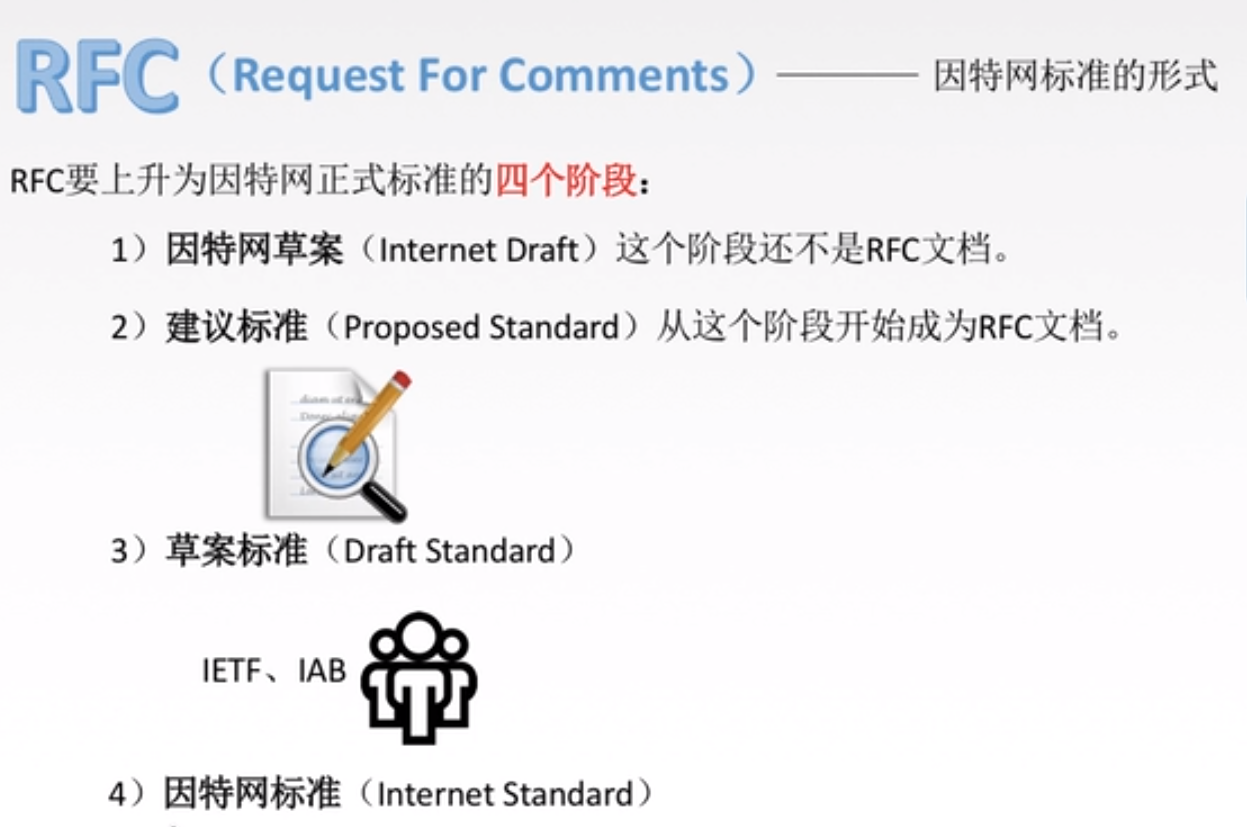 RFC（Request For Comments）——— 因特网标准的形式
RFC要上升为因特网正式标准的四个阶段：
1）因特网草案（Internet Draft）这个阶段还不是RFC文档。
2）建议标准（Proposed Standard）从这个阶段开始成为RFC文档。
3）草案标准（Draft Standard）
IETF、IAB
4）因特网标准（Internet Standard）